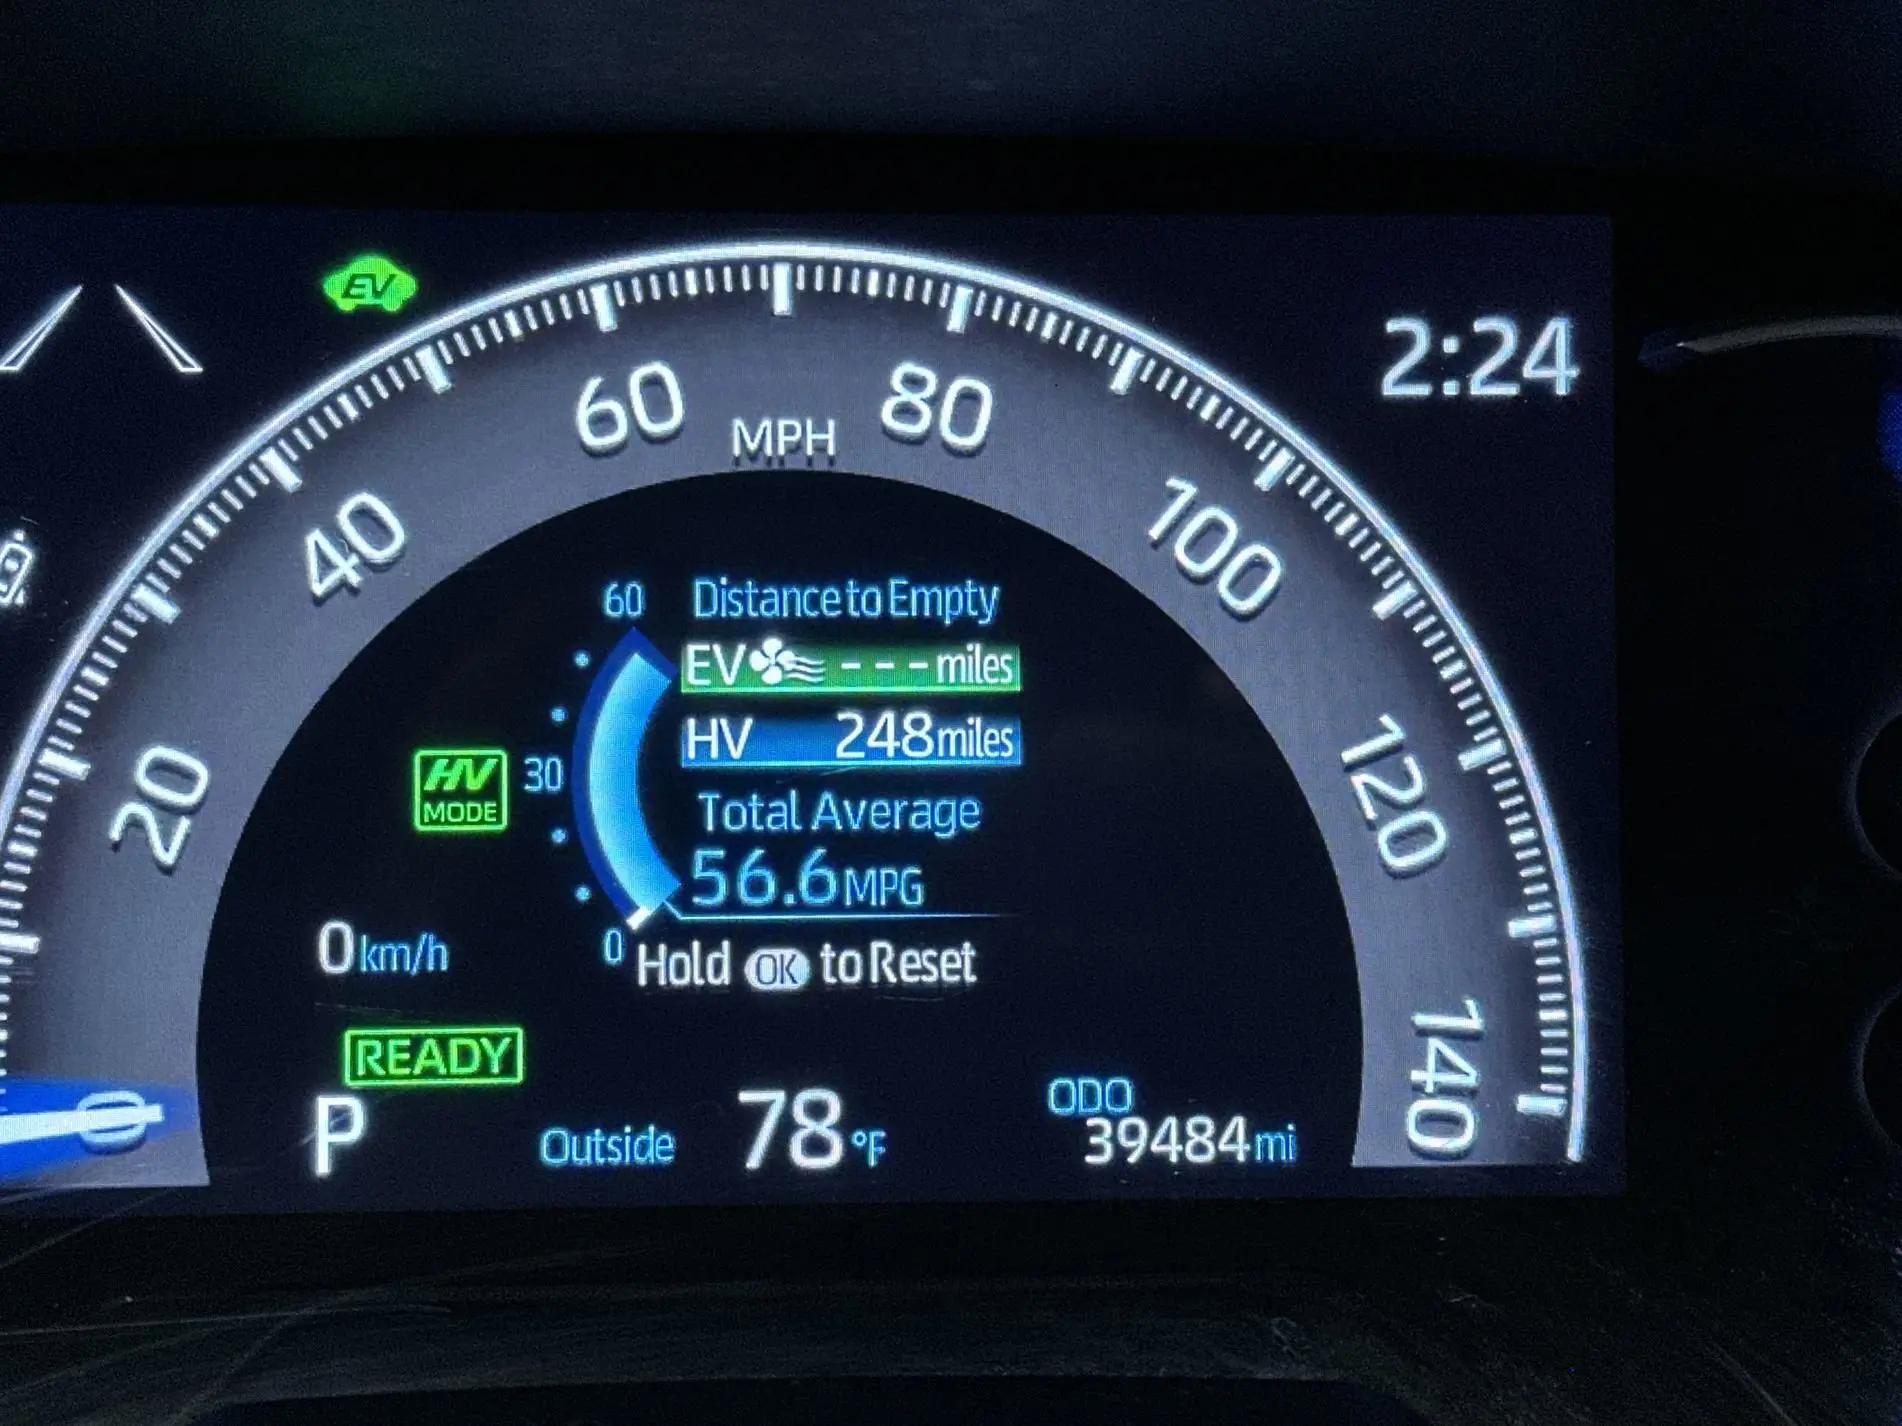 EV
2:24
60
80
MPH
40
100
60
Distance to Empty
EV --- miles
20
HV MODE
30
HV 248 miles
120
Total Average
56.6 MPG
0 km/h
0
Hold OK to Reset
READY
140
0
P
Outside 78 °F
ODO
39484 mi